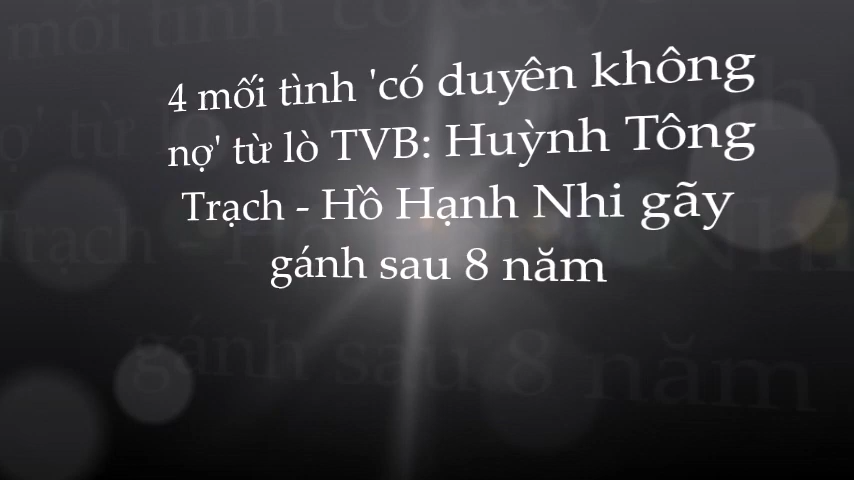 4 mối tình 'có duyên không
nợ' từ lò TVB: Huỳnh Tông
Trạch - Hồ Hạnh Nhi gãy
gánh sau 8 năm